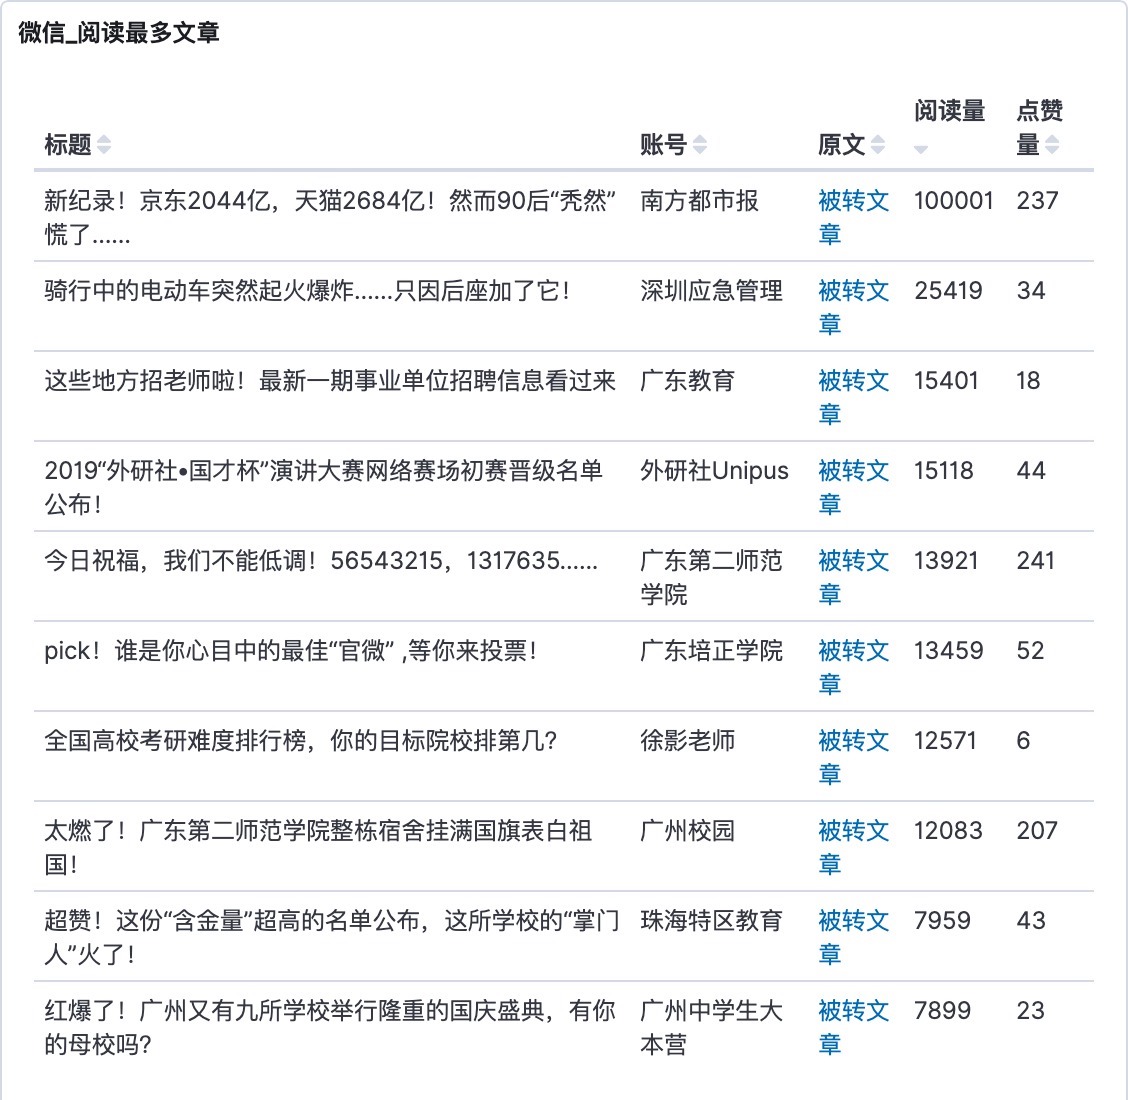 微信_阅读最多文章
标题 账号 原文 阅读量 点赞
量
新纪录！京东2044亿，天猫2684亿！然而90后“秃然” 南方都市报 被转文 100001 237
慌了…… 章
骑行中的电动车突然起火爆炸……只因后座加了它！ 深圳应急管理 被转文 25419 34
章
这些地方招老师啦！最新一期事业单位招聘信息看过来 广东教育 被转文 15401 18
章
2019“外研社•国才杯”演讲大赛网络赛场初赛晋级名单 外研社Unipus 被转文 15118 44
公布！ 章
今日祝福，我们不能低调！56543215，1317635…… 广东第二师范 被转文 13921 241
学院 章
pick！谁是你心目中的最佳“官微” ,等你来投票！ 广东培正学院 被转文 13459 52
章
全国高校考研难度排行榜，你的目标院校排第几？ 徐影老师 被转文 12571 6
章
太燃了！广东第二师范学院整栋宿舍挂满国旗表白祖 广州校园 被转文 12083 207
国！ 章
超赞！这份“含金量”超高的名单公布，这所学校的“掌门 珠海特区教育 被转文 7959 43
人”火了！ 章
红爆了！广州又有九所学校举行隆重的国庆盛典，有你 广州中学生大 被转文 7899 23
的母校吗？ 本营 章